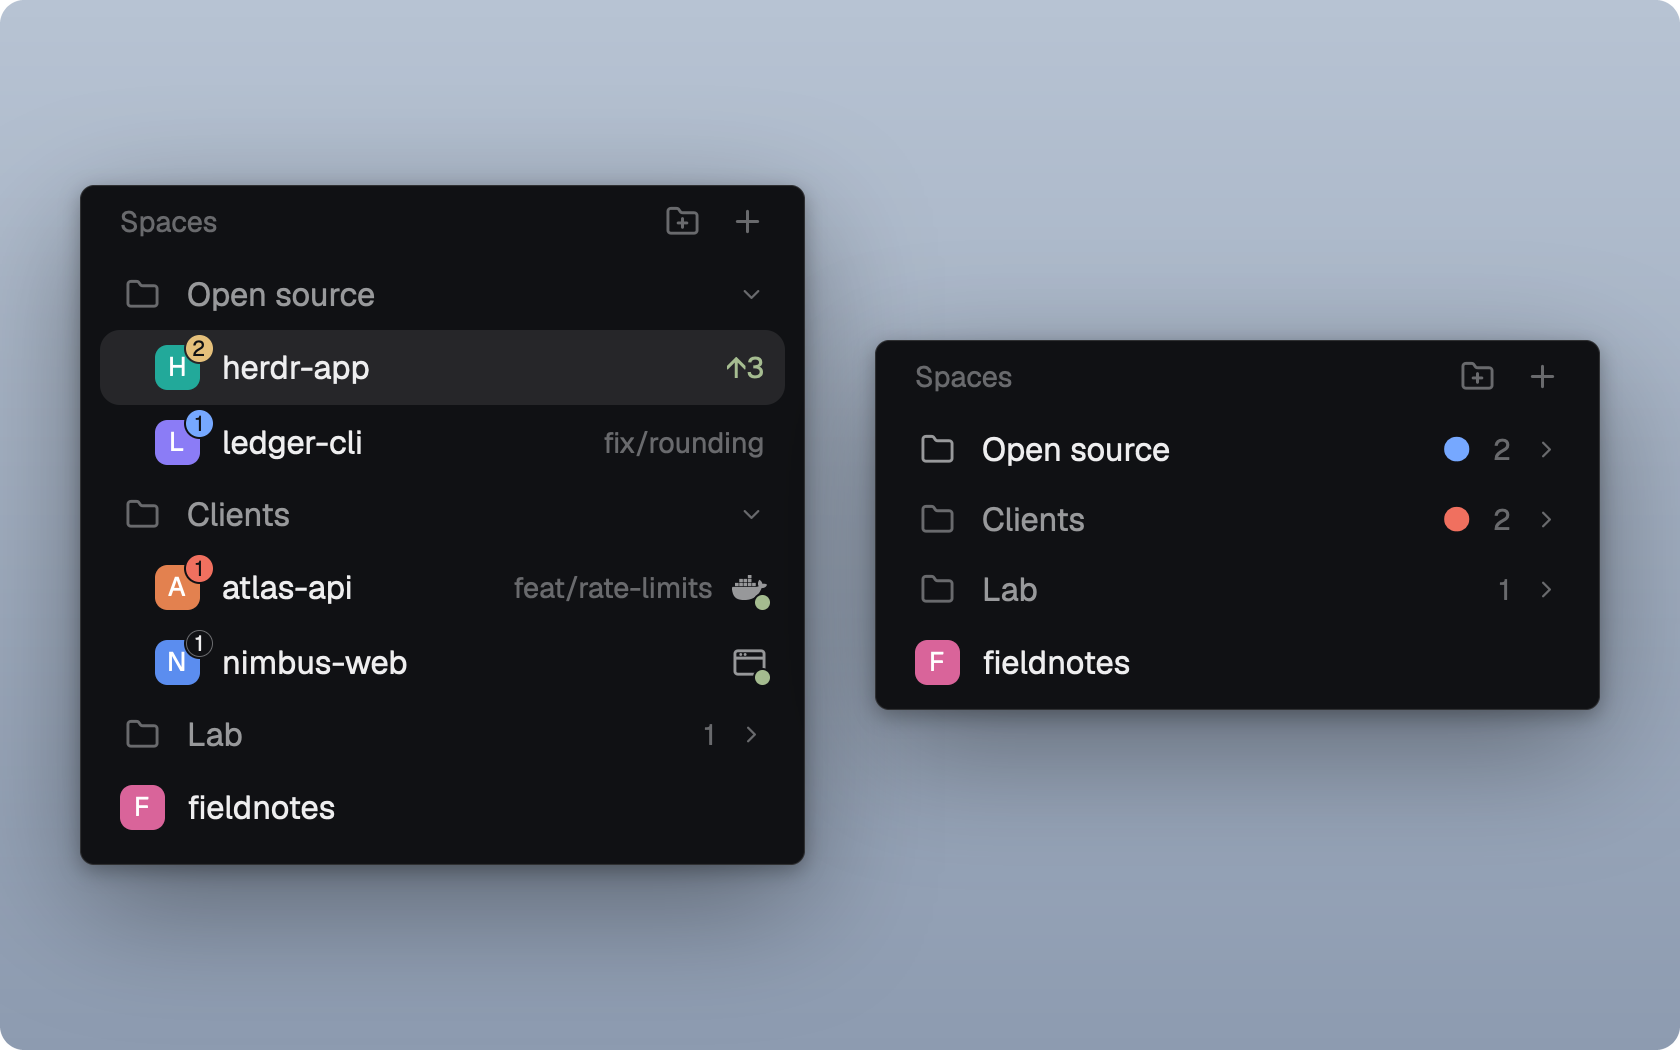 Spaces
Open source
H 2 herdr-app ↑3
L 1 ledger-cli fix/rounding
Clients
A 1 atlas-api feat/rate-limits
N 1 nimbus-web
Lab 1
F fieldnotes
Spaces
Open source 2
Clients 2
Lab 1
F fieldnotes